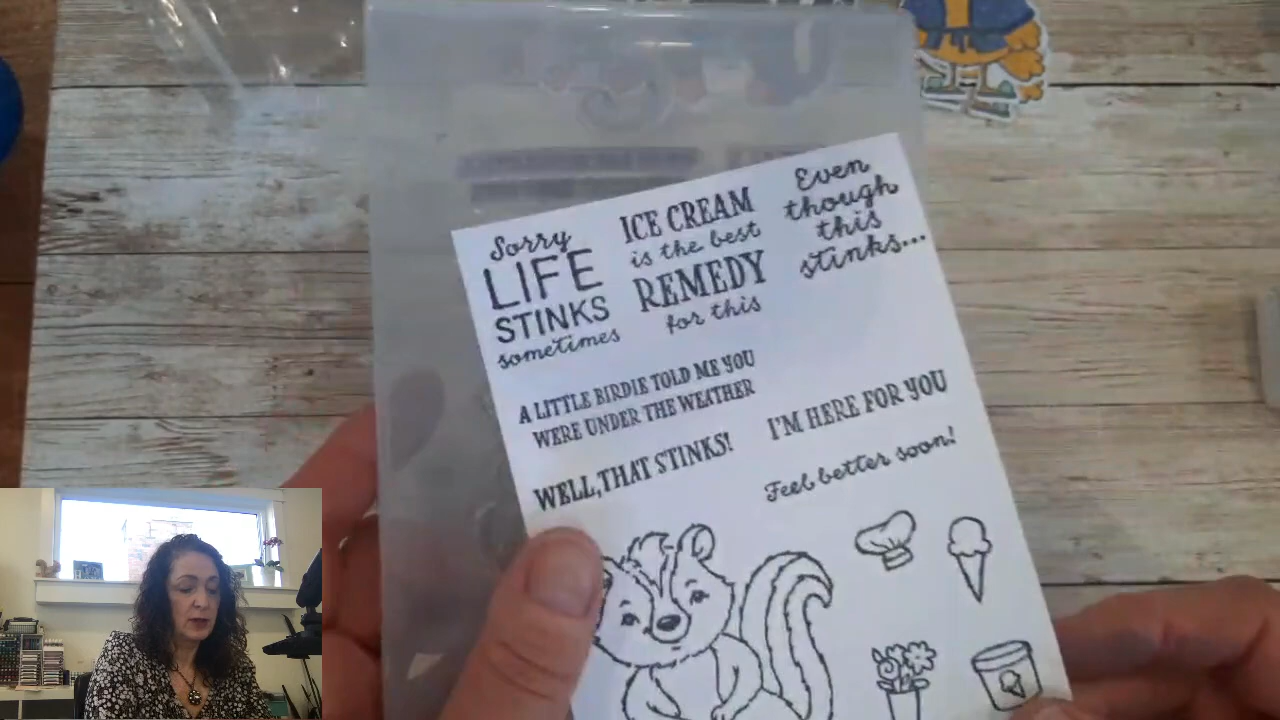 Sorry
LIFE
STINKS
sometimes
ICE CREAM
is the best
REMEDY
for this
Even
though
this
stinks...
A LITTLE BIRDIE TOLD ME YOU
WERE UNDER THE WEATHER
WELL, THAT STINKS!
I'M HERE FOR YOU
Feel better soon!